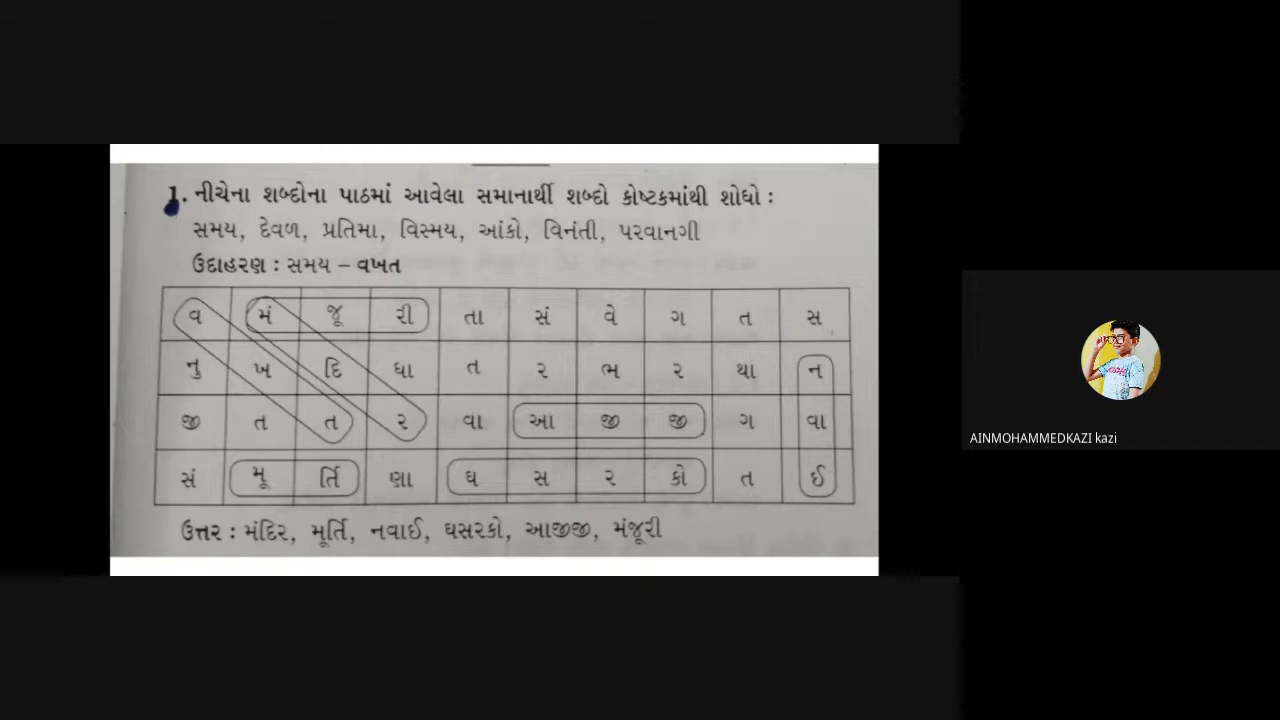 1. નીચેના શબ્દોના પાઠમાં આવેલા સમાનાર્થી શબ્દો કોષ્ટકમાંથી શોધો :
સમય, દેવળ, પ્રતિમા, વિસ્મય, આંકો, વિનંતી, પરવાનગી
ઉદાહરણ : સમય – વખત
વ મં જૂ રી તા સં વે ગ ત સ
નુ ખ દિ ધા ત ર ભ ર થા ન
જી ત ત ર વા આ જી જી ગ વા
સં મૂ ર્તિ ણા ઘ સ ર કો ત ઈ
ઉત્તર : મંદિર, મૂર્તિ, નવાઈ, ઘસરકો, આજીજી, મંજૂરી
AINMOHAMMEDKAZI kazi